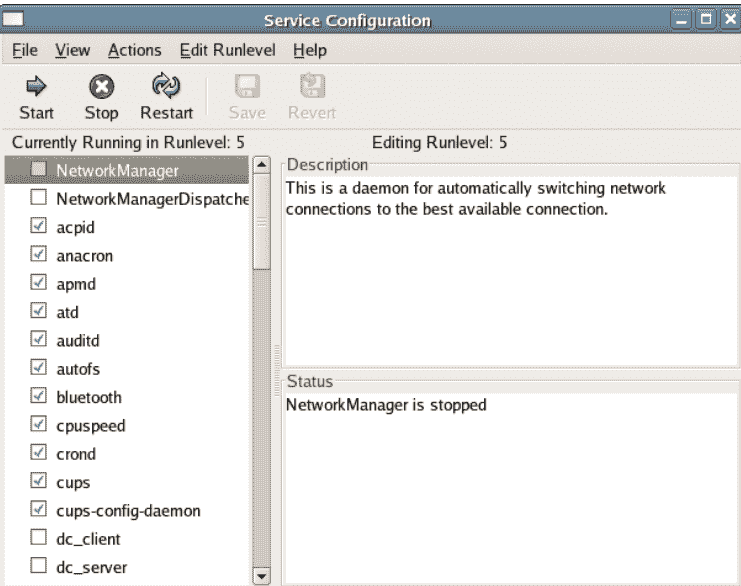 Service Configuration
File View Actions Edit Runlevel Help
Start Stop Restart Save Revert
Currently Running in Runlevel: 5 Editing Runlevel: 5
NetworkManager
NetworkManagerDispatche
acpid
anacron
apmd
atd
auditd
autofs
bluetooth
cpuspeed
crond
cups
cups-config-daemon
dc_client
dc_server
Description
This is a daemon for automatically switching network
connections to the best available connection.
Status
NetworkManager is stopped